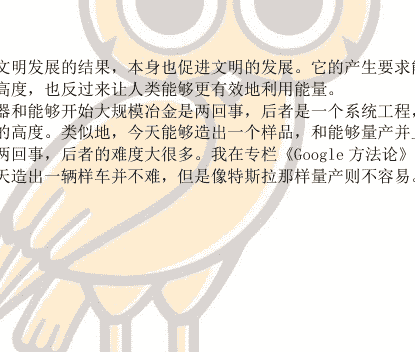 文明发展的结果，本身也促进文明的发展。它的产生要求能
高度，也反过来让人类能够更有效地利用能量。
器和能够开始大规模冶金是两回事，后者是一个系统工程，
的高度。类似地，今天能够造出一个样品，和能够量产并且
两回事，后者的难度大很多。我在专栏《Google 方法论》
天造出一辆样车并不难，但是像特斯拉那样量产则不容易。